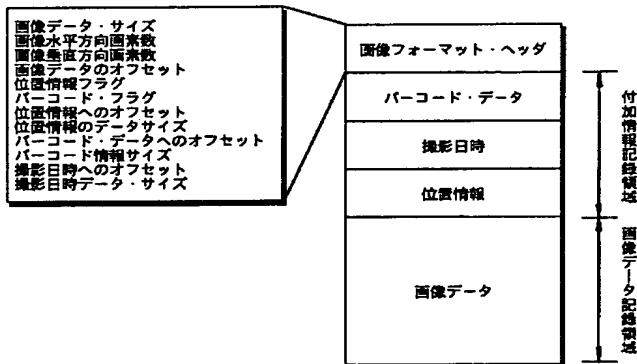 画像データ・サイズ
画像水平方向画素数
画像垂直方向画素数
画像データのオフセット
位置情報フラグ
バーコード・フラグ
位置情報へのオフセット
位置情報のデータサイズ
バーコード・データへのオフセット
バーコード情報サイズ
撮影日時へのオフセット
撮影日時データ・サイズ
画像フォーマット・ヘッダ
バーコード・データ
撮影日時
位置情報
画像データ
付加情報記録領域
画像データ記録領域